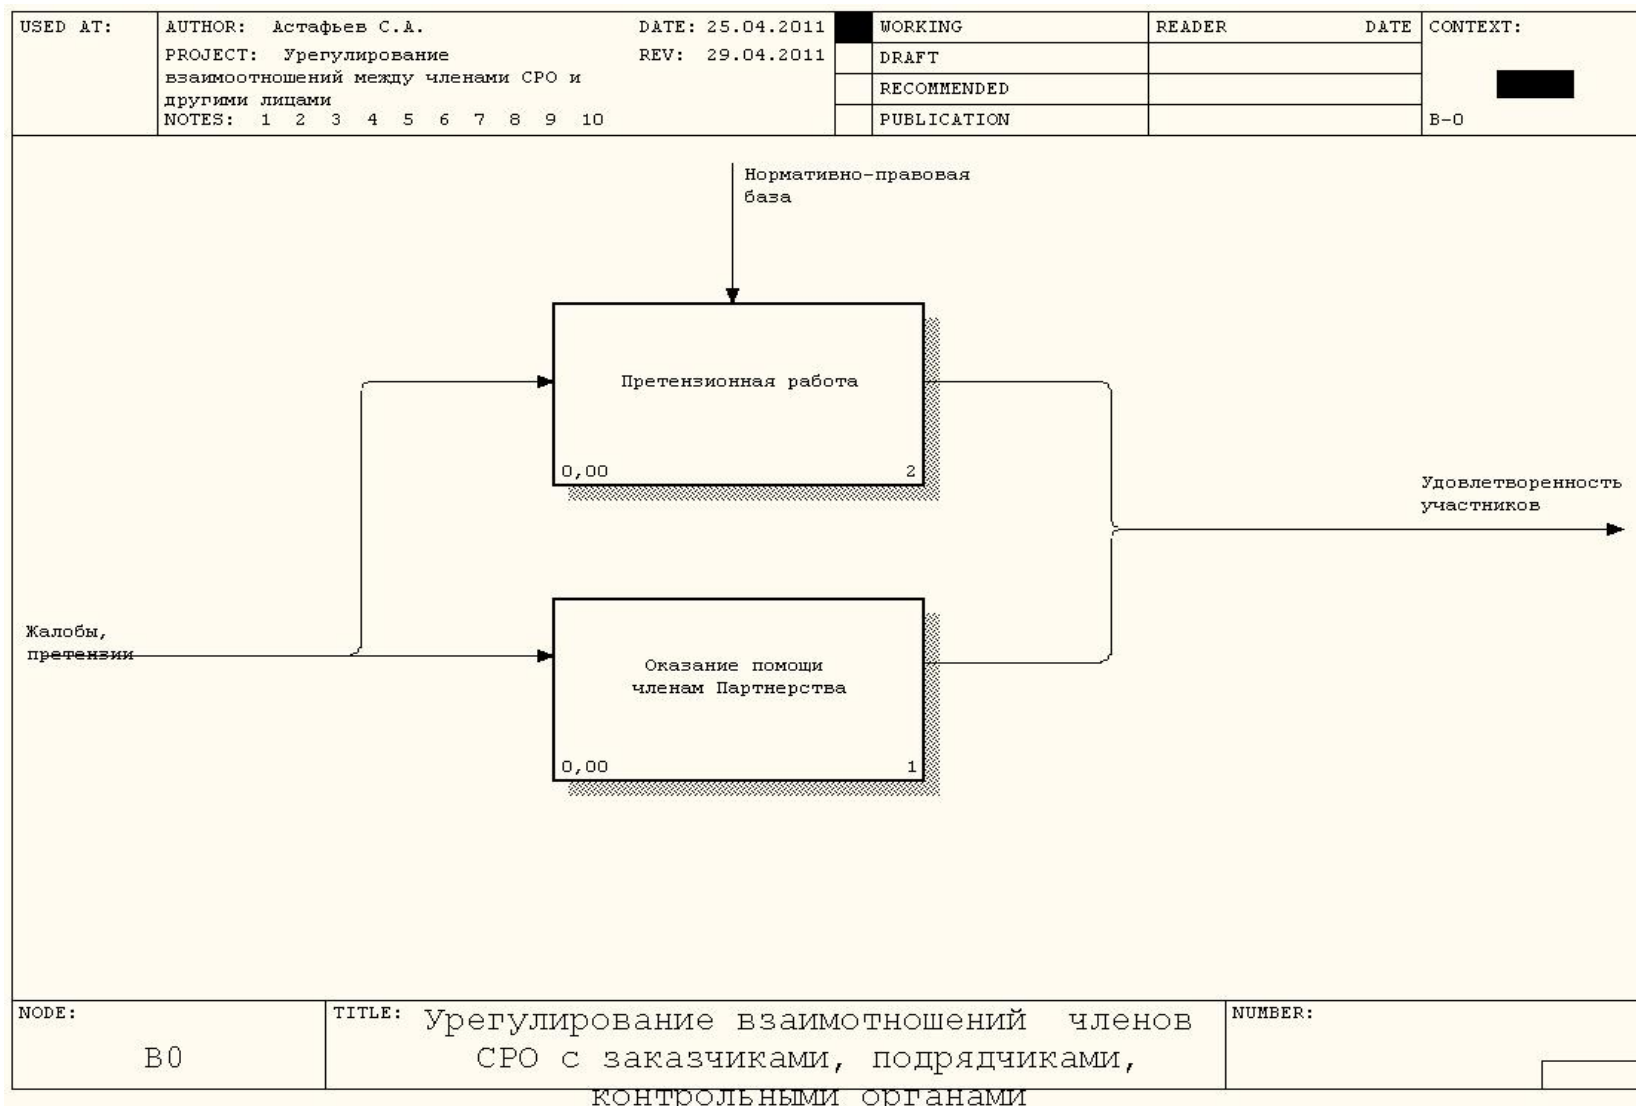 USED AT:
AUTHOR: Астафьев С.А.
DATE: 25.04.2011
PROJECT: Урегулирование
REV: 29.04.2011
взаимоотношений между членами СРО и
другими лицами
NOTES: 1 2 3 4 5 6 7 8 9 10
WORKING
DRAFT
RECOMMENDED
PUBLICATION
READER DATE
CONTEXT:
B-0
Нормативно-правовая
база
Претензионная работа
0,00 2
Удовлетворенность
участников
Жалобы,
претензии
Оказание помощи
членам Партнерства
0,00 1
NODE:
B0
TITLE: Урегулирование взаимотношений членов
СРО с заказчиками, подрядчиками,
контрольными органами
NUMBER: